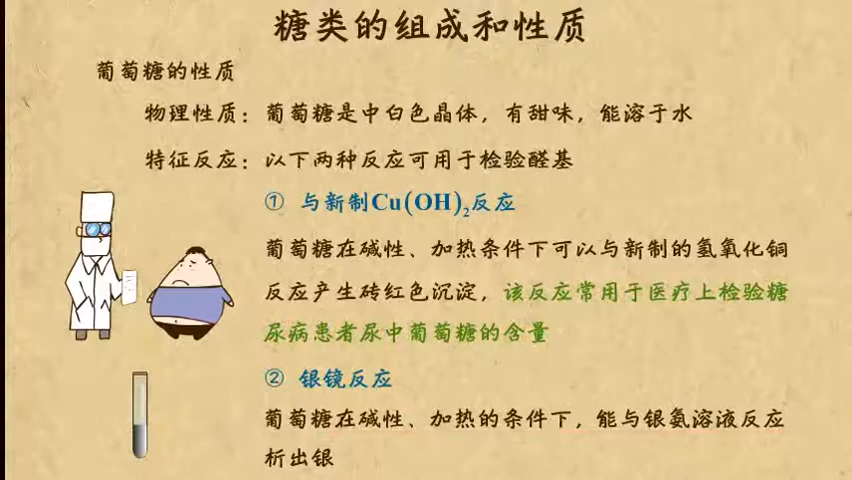 糖类的组成和性质
葡萄糖的性质
物理性质：葡萄糖是中白色晶体，有甜味，能溶于水
特征反应：以下两种反应可用于检验醛基
① 与新制Cu(OH)₂反应
葡萄糖在碱性、加热条件下可以与新制的氢氧化铜
反应产生砖红色沉淀，该反应常用于医疗上检验糖
尿病患者尿中葡萄糖的含量
② 银镜反应
葡萄糖在碱性、加热的条件下，能与银氨溶液反应
析出银